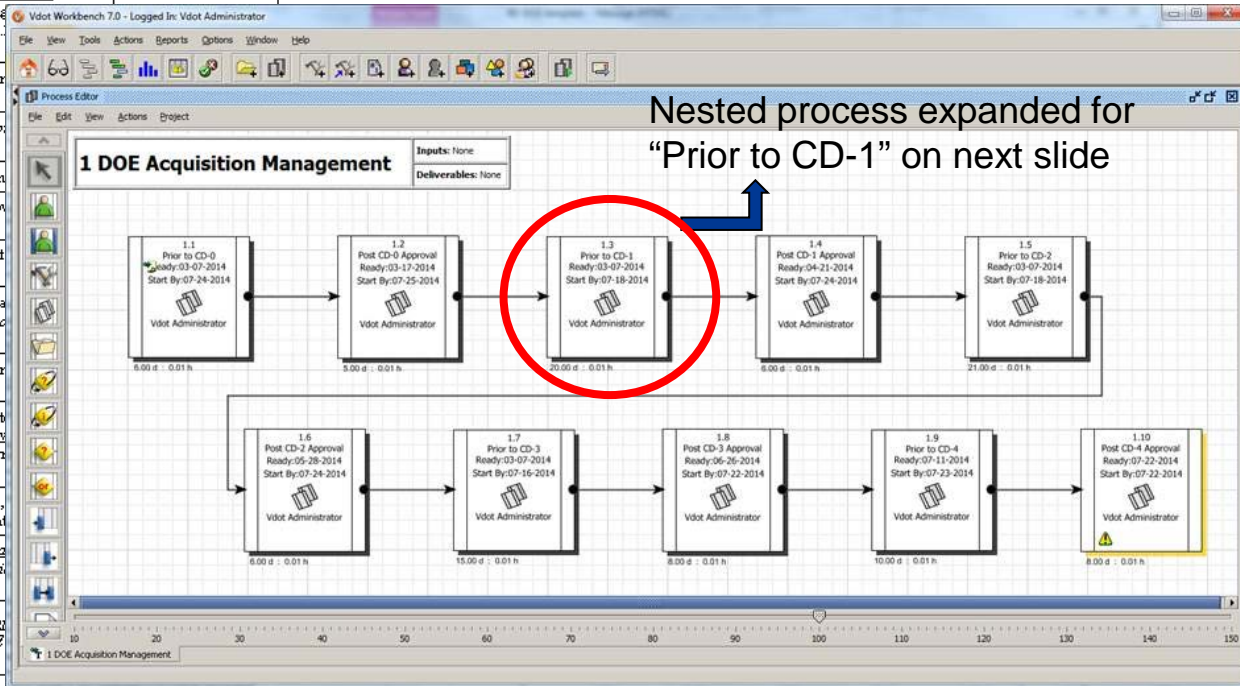 Vdot Workbench 7.0 - Logged In: Vdot Administrator
File View Tools Actions Reports Options Window Help
Process Editor
File Edit View Actions Project
Nested process expanded for
“Prior to CD-1” on next slide
1 DOE Acquisition Management
Inputs: None
Deliverables: None
1.1
Prior to CD-0
Ready:03-07-2014
Start By:07-24-2014
Vdot Administrator
6.00 d : 0.01 h
1.2
Post CD-0 Approval
Ready:03-17-2014
Start By:07-25-2014
Vdot Administrator
5.00 d : 0.01 h
1.3
Prior to CD-1
Ready:03-07-2014
Start By:07-18-2014
Vdot Administrator
20.00 d : 0.01 h
1.4
Post CD-1 Approval
Ready:04-21-2014
Start By:07-24-2014
Vdot Administrator
6.00 d : 0.01 h
1.5
Prior to CD-2
Ready:03-07-2014
Start By:07-18-2014
Vdot Administrator
21.00 d : 0.01 h
1.6
Post CD-2 Approval
Ready:05-28-2014
Start By:07-24-2014
Vdot Administrator
6.00 d : 0.01 h
1.7
Prior to CD-3
Ready:03-07-2014
Start By:07-16-2014
Vdot Administrator
15.00 d : 0.01 h
1.8
Post CD-3 Approval
Ready:06-26-2014
Start By:07-22-2014
Vdot Administrator
8.00 d : 0.01 h
1.9
Prior to CD-4
Ready:07-11-2014
Start By:07-23-2014
Vdot Administrator
10.00 d : 0.01 h
1.10
Post CD-4 Approval
Ready:07-22-2014
Start By:07-22-2014
Vdot Administrator
8.00 d : 0.01 h
10 20 30 40 50 60 70 80 90 100 110 120 130 140 150
1 DOE Acquisition Management